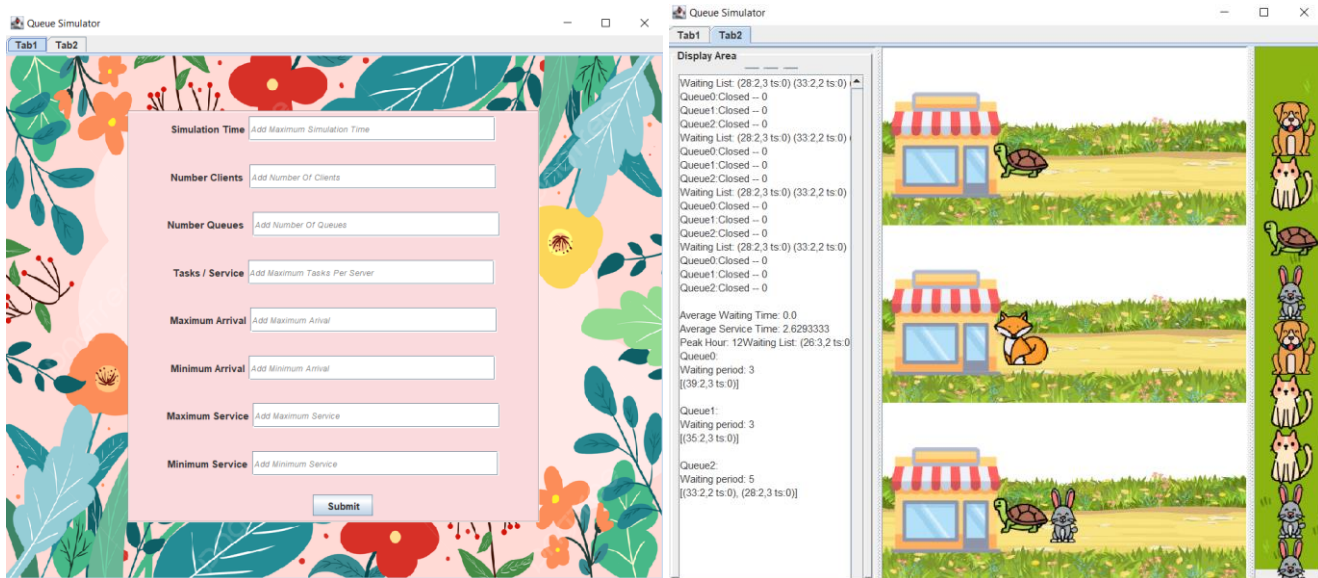 Queue Simulator
Tab1 Tab2
Simulation Time Add Maximum Simulation Time
Number Clients Add Number Of Clients
Number Queues Add Number Of Queues
Tasks / Service Add Maximum Tasks Per Server
Maximum Arrival Add Maximum Arival
Minimum Arrival Add Minimum Arrival
Maximum Service Add Maximum Service
Minimum Service Add Minimum Service
Submit
Queue Simulator
Tab1 Tab2
Display Area
Waiting List: (28:2,3 ts:0) (33:2,2 ts:0) (
Queue0:Closed -- 0
Queue1:Closed -- 0
Queue2:Closed -- 0
Waiting List: (28:2,3 ts:0) (33:2,2 ts:0) (
Queue0:Closed -- 0
Queue1:Closed -- 0
Queue2:Closed -- 0
Waiting List: (28:2,3 ts:0) (33:2,2 ts:0)
Queue0:Closed -- 0
Queue1:Closed -- 0
Queue2:Closed -- 0
Waiting List: (28:2,3 ts:0) (33:2,2 ts:0)
Queue0:Closed -- 0
Queue1:Closed -- 0
Queue2:Closed -- 0
Average Waiting Time: 0.0
Average Service Time: 2.6293333
Peak Hour: 12Waiting List: (26:3,2 ts:0
Queue0:
Waiting period: 3
[(39:2,3 ts:0)]
Queue1:
Waiting period: 3
[(35:2,3 ts:0)]
Queue2:
Waiting period: 5
[(33:2,2 ts:0), (28:2,3 ts:0)]